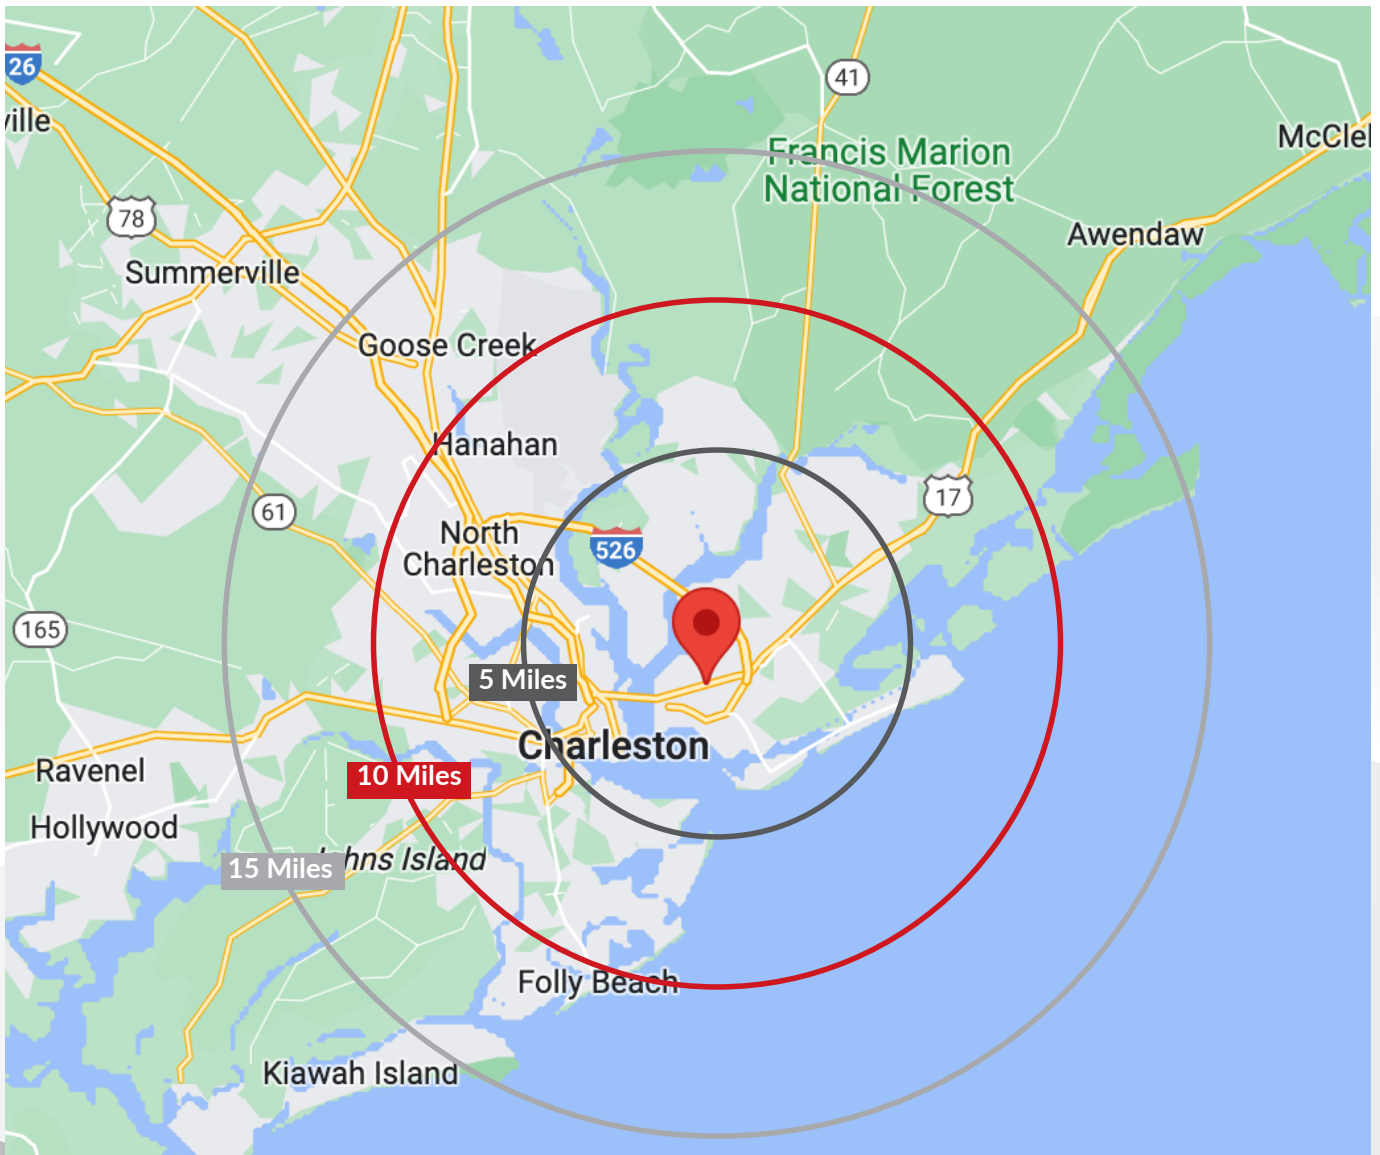 26
41
ville
McClel
Francis Marion
National Forest
78
Awendaw
Summerville
Goose Creek
Hanahan
17
61
North
Charleston
526
165
5 Miles
Charleston
Ravenel
10 Miles
Hollywood
15 Miles
Johns Island
Folly Beach
Kiawah Island